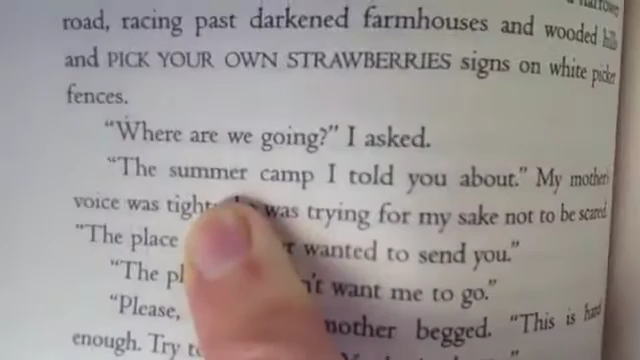 road, racing past darkened farmhouses and wooded hills
and PICK YOUR OWN STRAWBERRIES signs on white picket
fences.
“Where are we going?” I asked.
“The summer camp I told you about.” My mother's
voice was tight; was trying for my sake not to be scared.
“The place wanted to send you.”
“The want me to go.”
“Please, mother begged. “This is hard
enough. Try